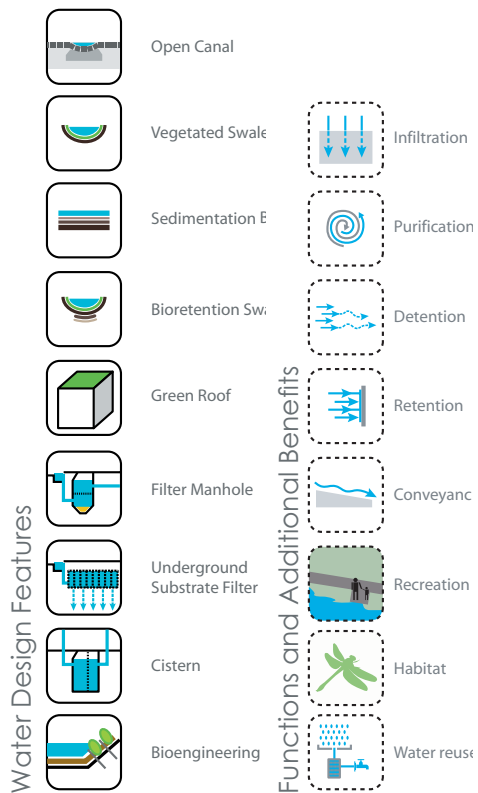 Water Design Features
Open Canal
Vegetated Swale
Sedimentation B
Bioretention Swa
Green Roof
Filter Manhole
Underground
Substrate Filter
Cistern
Bioengineering
Functions and Additional Benefits
Infiltration
Purification
Detention
Retention
Conveyanc
Recreation
Habitat
Water reuse